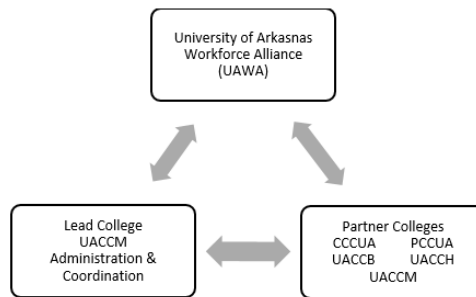 University of Arkasnas
Workforce Alliance
(UAWA)
Lead College
UACCM
Administration &
Coordination
Partner Colleges
CCCUA PCCUA
UACCB UACCH
UACCM